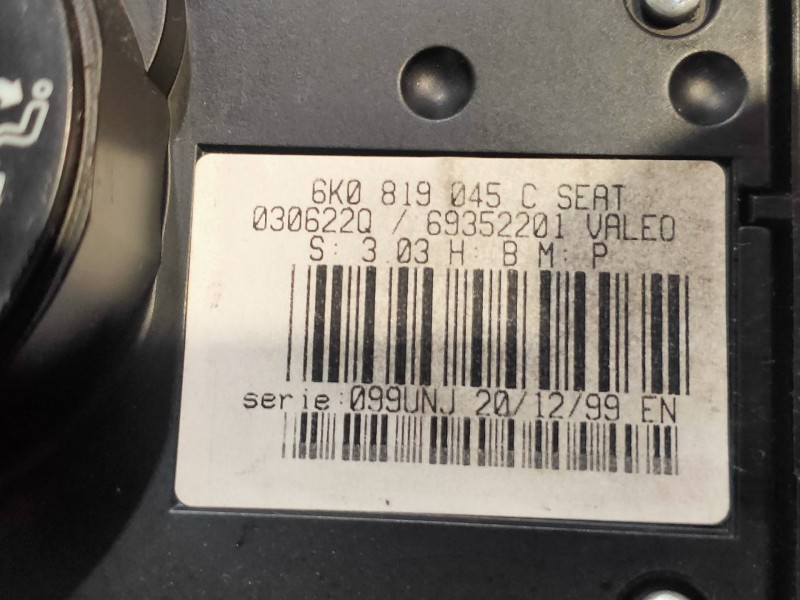 6K0 819 045 C SEAT
030622Q / 69352201 VALEO
S: 3.03 H: B M: P
serie:099UNJ 20/12/99 EN